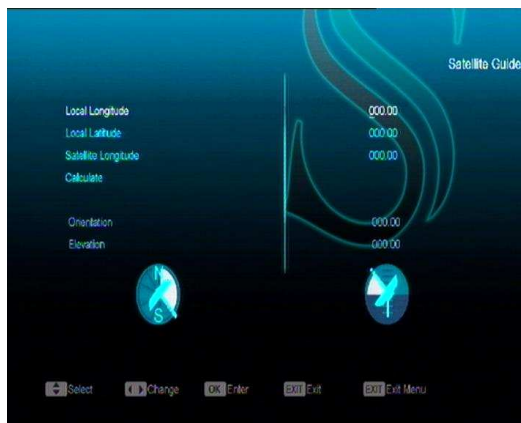 Satellite Guide
Local Longitude 000.00
Local Latitude 000.00
Satellite Longitude 000.00
Calculate
Orientation 000.00
Elevation 000.00
N
S
Select Change OK Enter EXIT Exit EXIT Exit Menu